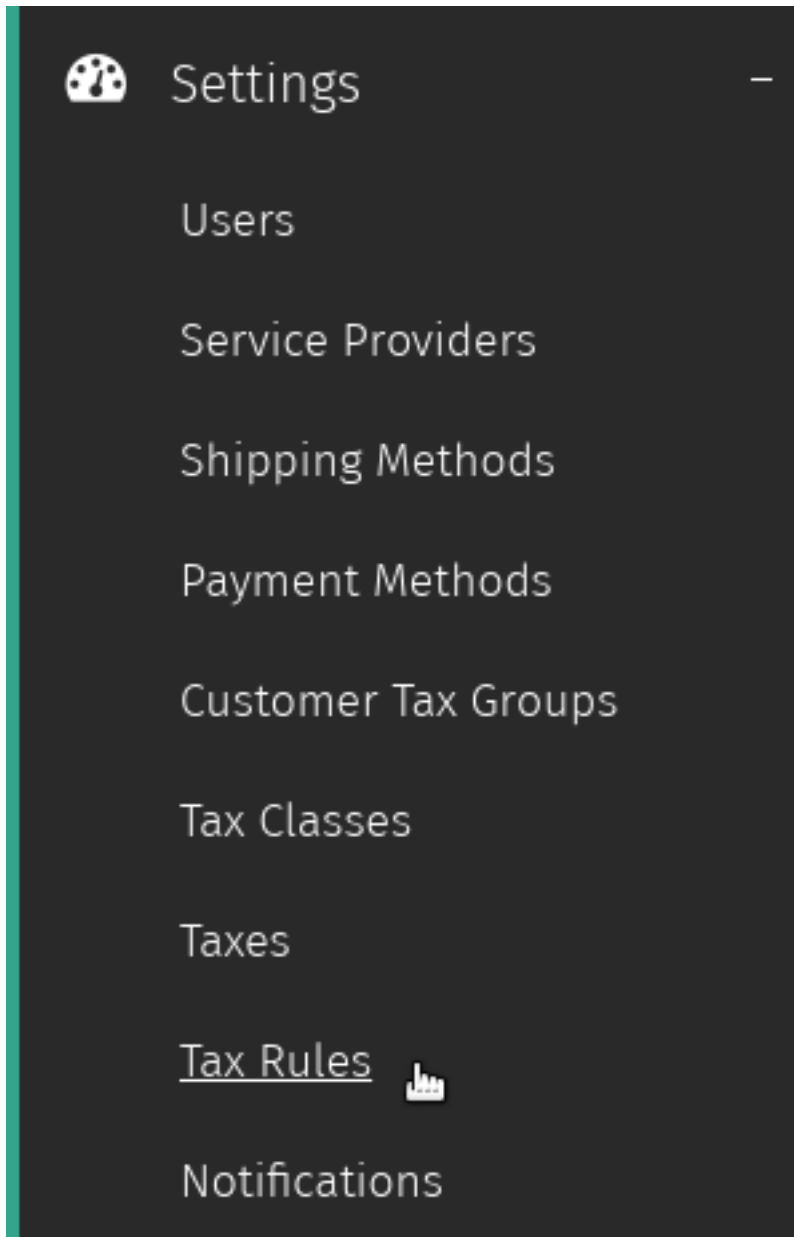 Settings
Users
Service Providers
Shipping Methods
Payment Methods
Customer Tax Groups
Tax Classes
Taxes
Tax Rules
Notifications